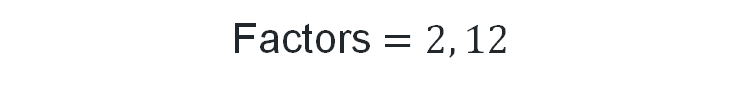 Factors = 2, 12